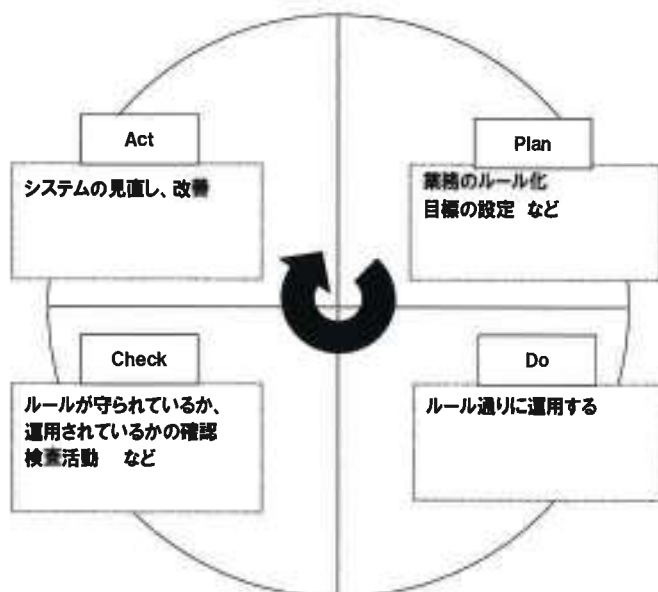 Act
システムの見直し、改善
Plan
業務のルール化
目標の設定 など
Check
ルールが守られているか、
運用されているかの確認
検査活動 など
Do
ルール通りに運用する